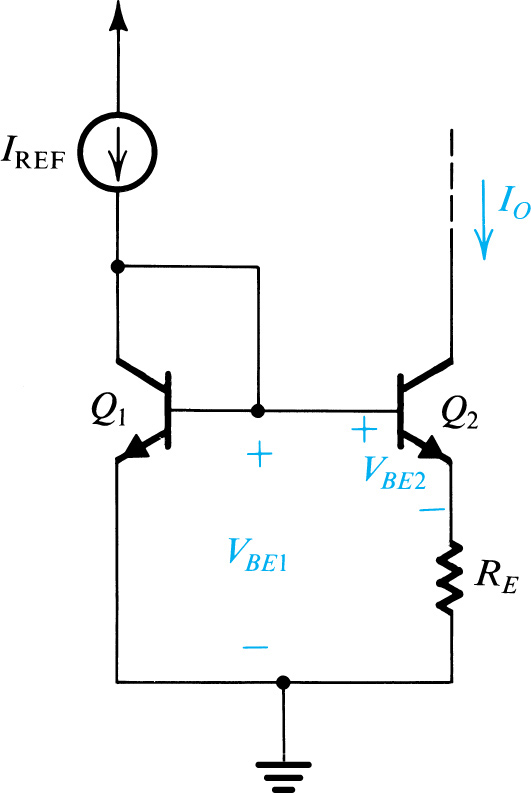 I_REF
I_O
Q_1
Q_2
+
+
V_BE2
−
V_BE1
R_E
−